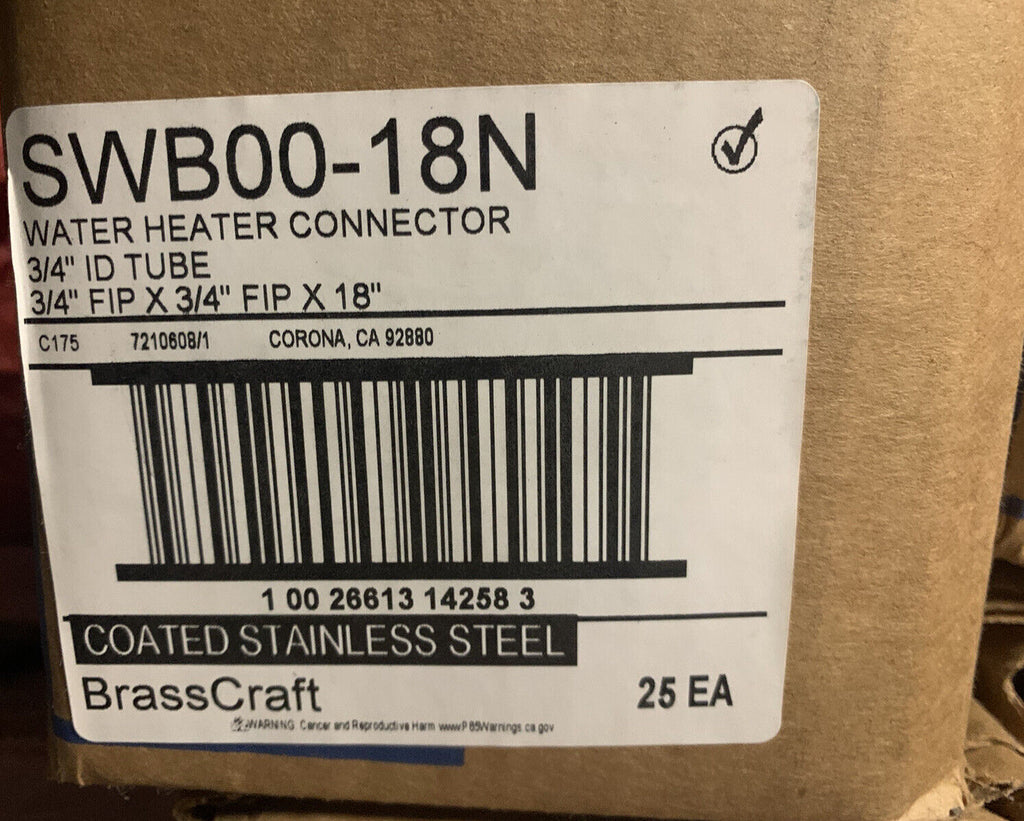 SWB00-18N
WATER HEATER CONNECTOR
3/4" ID TUBE
3/4" FIP X 3/4" FIP X 18"
C175 7210608/1 CORONA, CA 92880
1 00 26613 14258 3
COATED STAINLESS STEEL
BrassCraft 25 EA
WARNING Cancer and Reproductive Harm www.P65Warnings.ca.gov